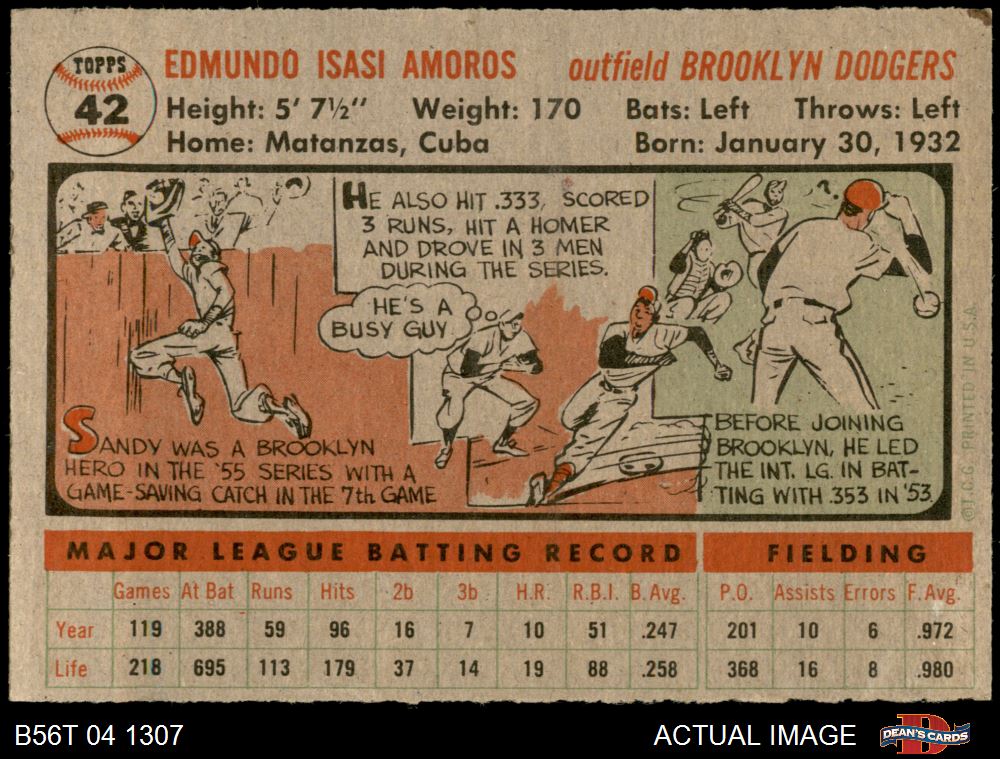 TOPPS
42
EDMUNDO ISASI AMOROS outfield BROOKLYN DODGERS
Height: 5' 7½" Weight: 170 Bats: Left Throws: Left
Home: Matanzas, Cuba Born: January 30, 1932
HE ALSO HIT .333, SCORED
3 RUNS, HIT A HOMER
AND DROVE IN 3 MEN
DURING THE SERIES.
HE'S A
BUSY GUY
?
SANDY WAS A BROOKLYN
HERO IN THE '55 SERIES WITH A
GAME-SAVING CATCH IN THE 7th GAME
BEFORE JOINING
BROOKLYN, HE LED
THE INT. LG. IN BAT-
TING WITH .353 IN '53.
©T.C.G. PRINTED IN U.S.A.
MAJOR LEAGUE BATTING RECORD FIELDING
Games At Bat Runs Hits 2b 3b H.R. R.B.I. B.Avg. P.O. Assists Errors F.Avg.
Year 119 388 59 96 16 7 10 51 .247 201 10 6 .972
Life 218 695 113 179 37 14 19 88 .258 368 16 8 .980
B56T 04 1307 ACTUAL IMAGE DEAN'S CARDS